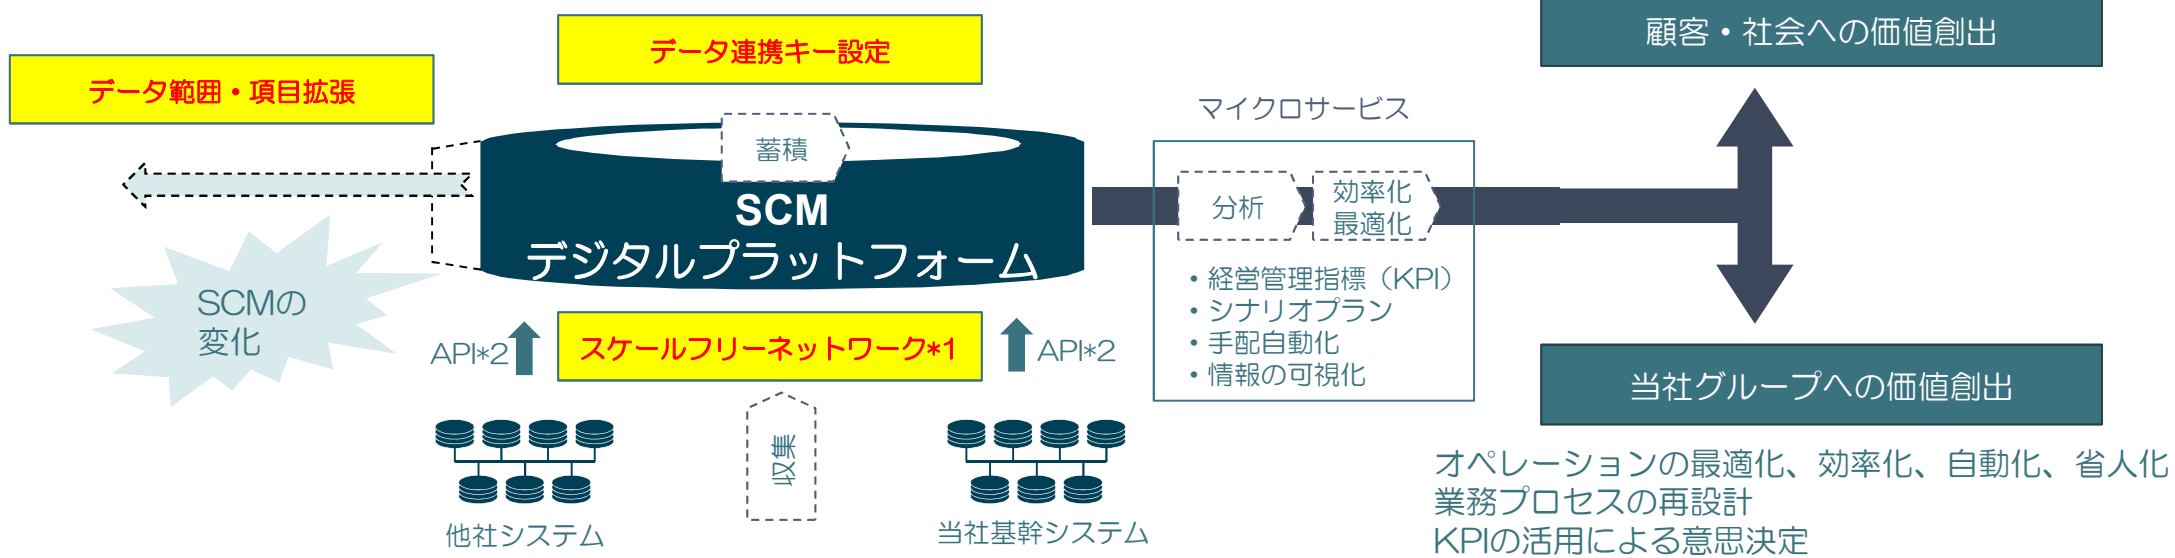 データ範囲・項目拡張
データ連携キー設定
顧客・社会への価値創出
マイクロサービス
蓄積
SCM
デジタルプラットフォーム
分析
効率化
最適化
・経営管理指標（KPI）
・シナリオプラン
・手配自動化
・情報の可視化
SCMの
変化
API*2
スケールフリーネットワーク*1
API*2
収集
他社システム
当社基幹システム
当社グループへの価値創出
オペレーションの最適化、効率化、自動化、省人化
業務プロセスの再設計
KPIの活用による意思決定